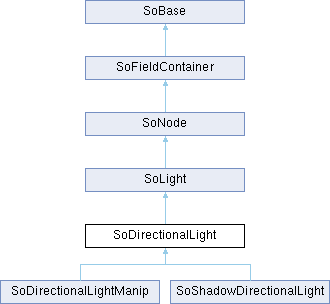 SoBase
SoFieldContainer
SoNode
SoLight
SoDirectionalLight
SoDirectionalLightManip
SoShadowDirectionalLight